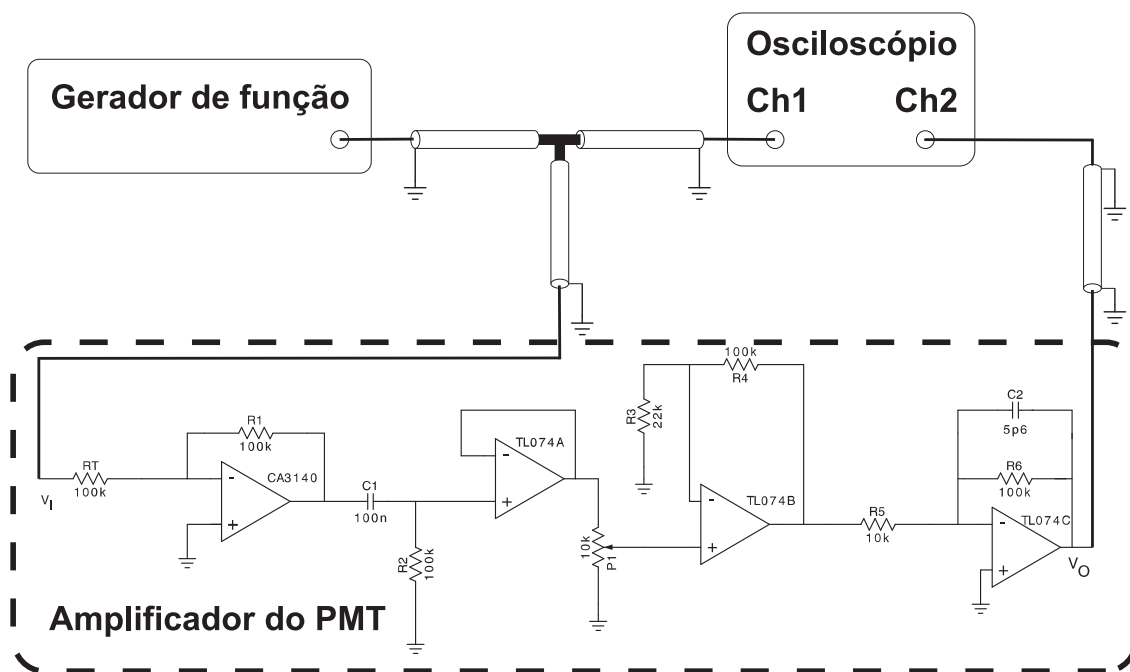 Osciloscópio
Gerador de função
Ch1
Ch2
100k
R4
R3
22k
C2
5p6
R1
100k
TL074A
R6
100k
RT
100k
CA3140
C1
100n
TL074B
R5
10k
TL074C
V_I
R2
100k
10k
P1
V_O
Amplificador do PMT